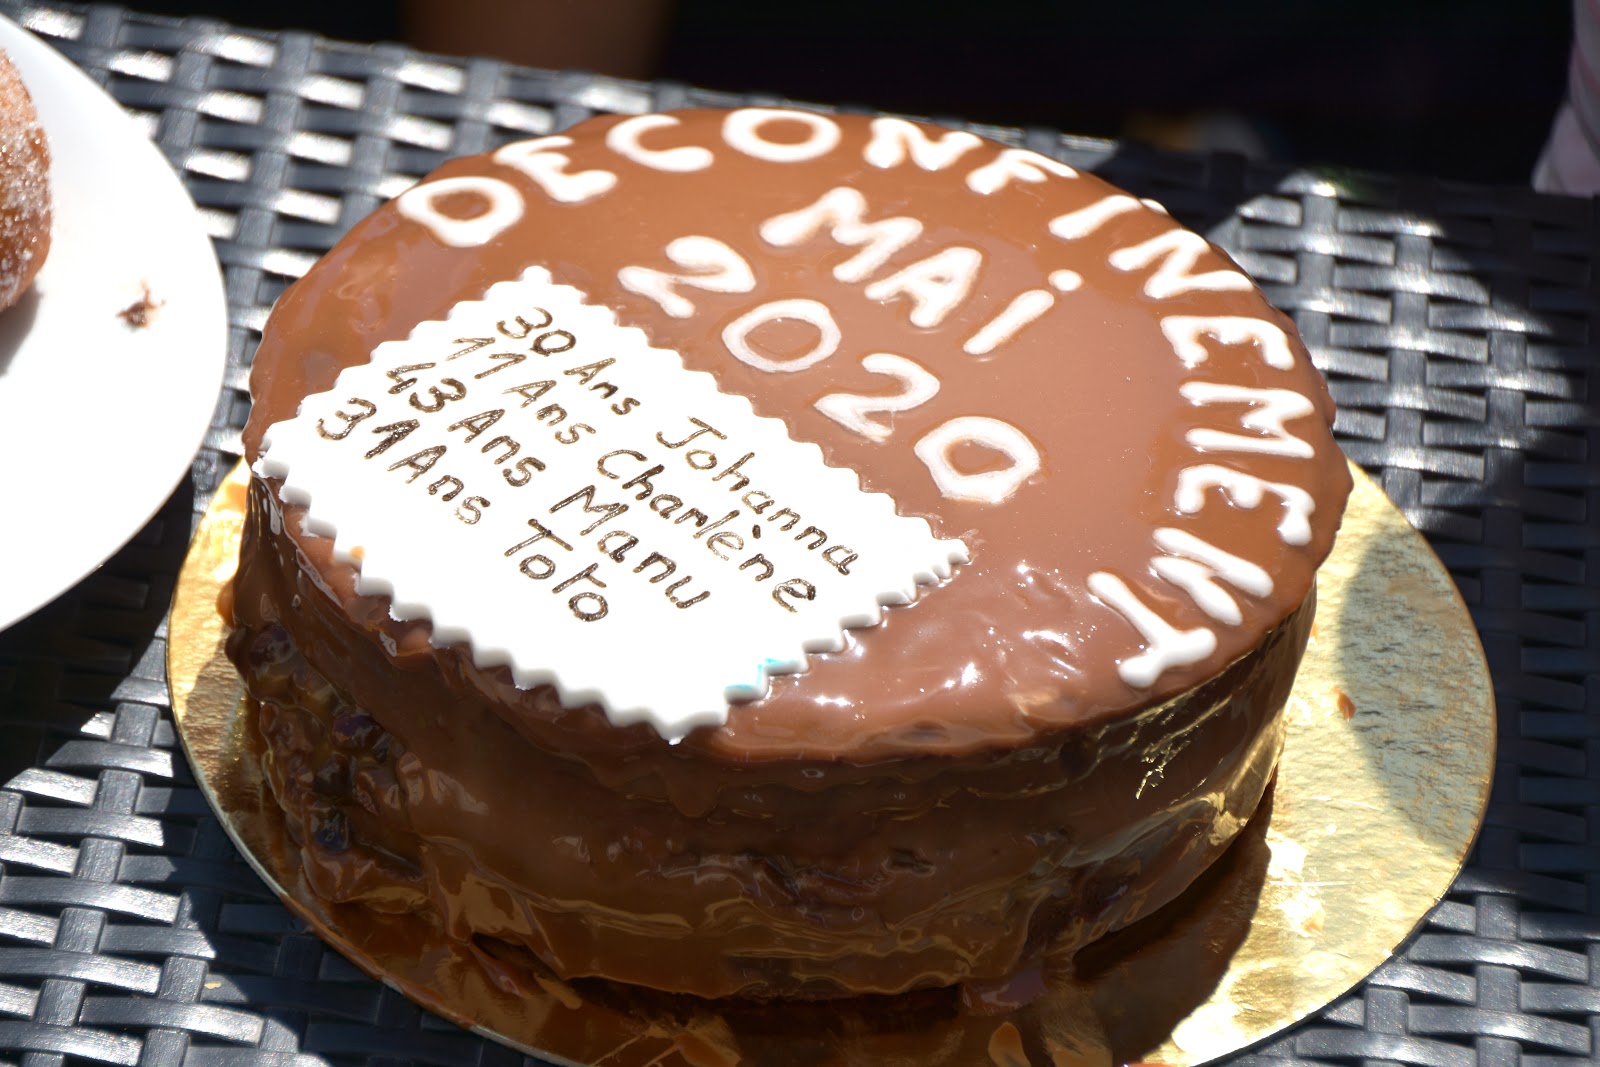 DECONFINEMENT
MAi
2020
30 Ans Johanna
11 Ans Charlène
43 Ans Manu
31 Ans Toto